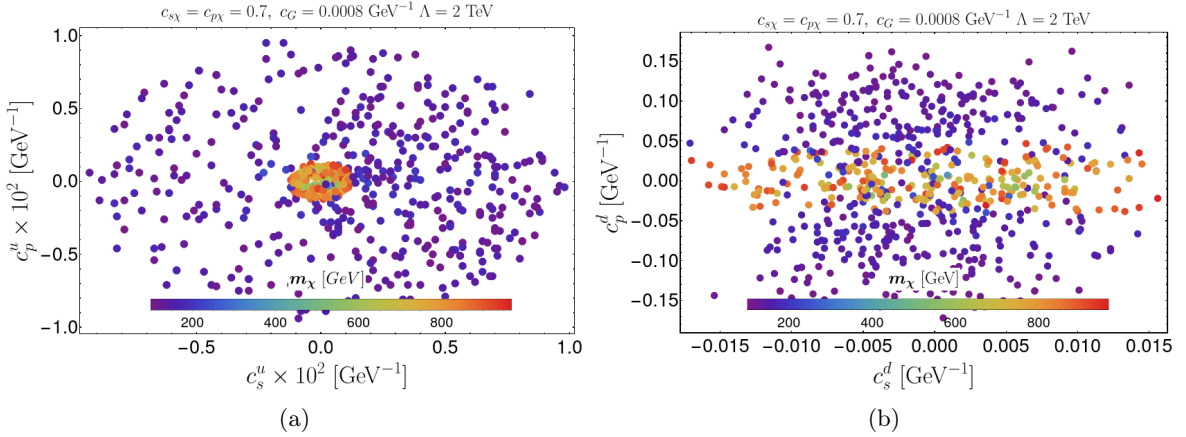 c_{sχ} = c_{pχ} = 0.7, c_G = 0.0008 GeV^{-1} Λ = 2 TeV
1.0
0.5
0.0
−0.5
−1.0
c_p^u × 10^2 [GeV^{-1}]
m_χ [GeV]
200 400 600 800
−0.5 0.0 0.5 1.0
c_s^u × 10^2 [GeV^{-1}]
(a)
c_{sχ} = c_{pχ} = 0.7, c_G = 0.0008 GeV^{-1} Λ = 2 TeV
0.15
0.10
0.05
0.00
−0.05
−0.10
−0.15
c_p^d [GeV^{-1}]
m_χ [GeV]
200 400 600 800
−0.015 −0.010 −0.005 0.000 0.005 0.010 0.015
c_s^d [GeV^{-1}]
(b)